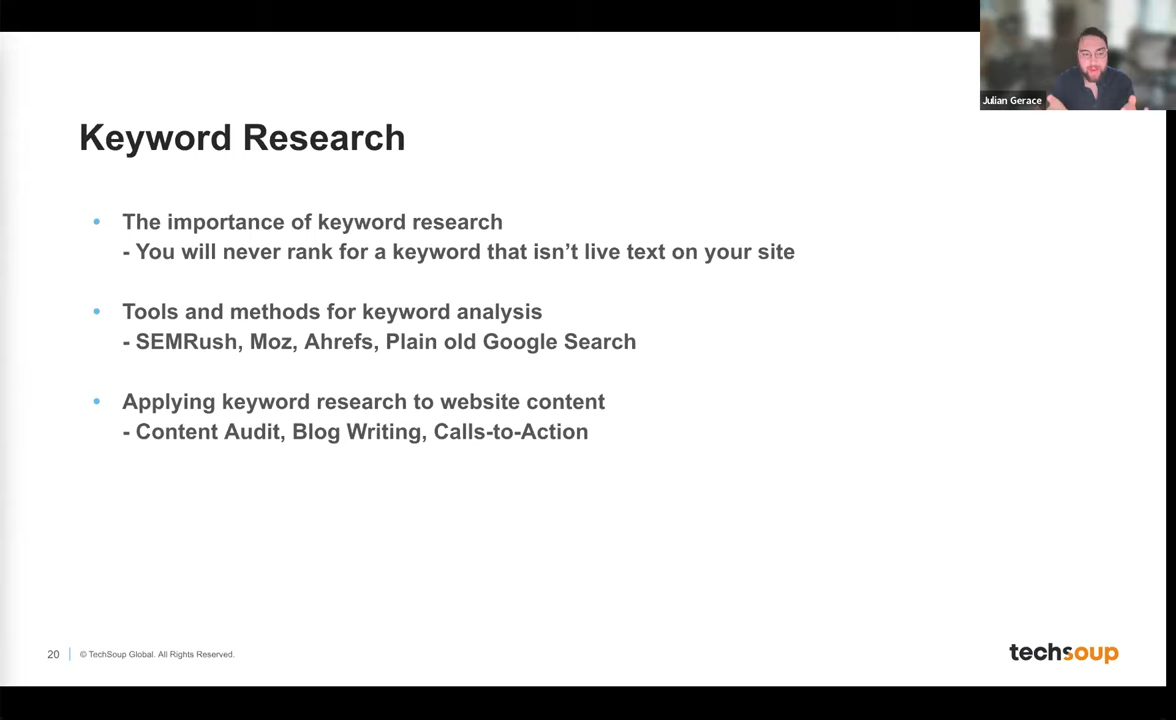 Julian Gerace
Keyword Research
• The importance of keyword research
- You will never rank for a keyword that isn’t live text on your site
• Tools and methods for keyword analysis
- SEMRush, Moz, Ahrefs, Plain old Google Search
• Applying keyword research to website content
- Content Audit, Blog Writing, Calls-to-Action
20
© TechSoup Global. All Rights Reserved.
techsoup